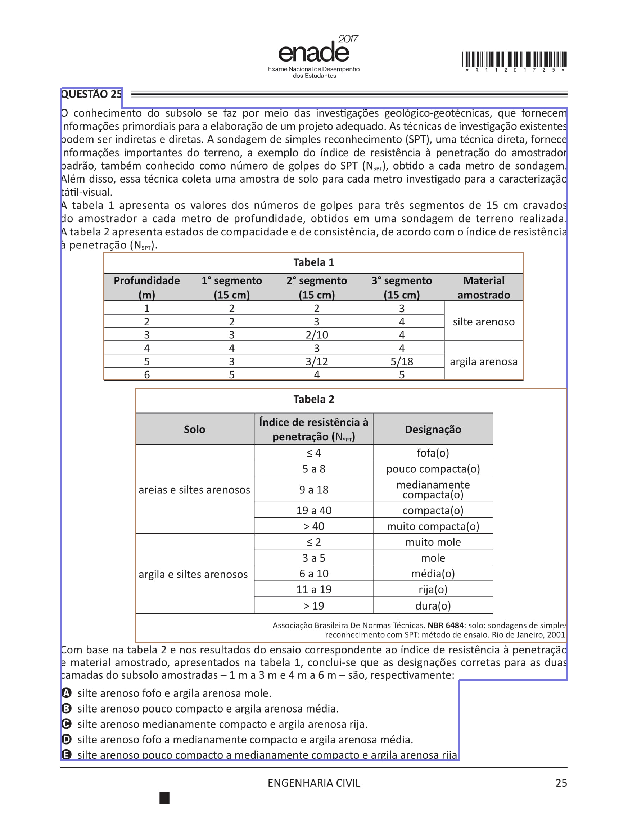 enade 2017
Exame Nacional de Desempenho
dos Estudantes
*R1120172 5*
QUESTÃO 25
O conhecimento do subsolo se faz por meio das investigações geológico-geotécnicas, que fornecem
informações primordiais para a elaboração de um projeto adequado. As técnicas de investigação existentes
podem ser indiretas e diretas. A sondagem de simples reconhecimento (SPT), uma técnica direta, fornece
informações importantes do terreno, a exemplo do índice de resistência à penetração do amostrador
padrão, também conhecido como número de golpes do SPT (NSPT), obtido a cada metro de sondagem.
Além disso, essa técnica coleta uma amostra de solo para cada metro investigado para a caracterização
tátil-visual.
A tabela 1 apresenta os valores dos números de golpes para três segmentos de 15 cm cravados
do amostrador a cada metro de profundidade, obtidos em uma sondagem de terreno realizada.
A tabela 2 apresenta estados de compacidade e de consistência, de acordo com o índice de resistência
à penetração (NSPT).
Tabela 1
Profundidade (m) 1° segmento (15 cm) 2° segmento (15 cm) 3° segmento (15 cm) Material amostrado
1 2 2 3
2 2 3 4 silte arenoso
3 3 2/10 4
4 4 3 4
5 3 3/12 5/18 argila arenosa
6 5 4 5
Tabela 2
Solo Índice de resistência à penetração (NSPT) Designação
≤ 4 fofa(o)
5 a 8 pouco compacta(o)
areias e siltes arenosos 9 a 18 medianamente compacta(o)
19 a 40 compacta(o)
> 40 muito compacta(o)
≤ 2 muito mole
3 a 5 mole
argila e siltes arenosos 6 a 10 média(o)
11 a 19 rija(o)
> 19 dura(o)
Associação Brasileira De Normas Técnicas. NBR 6484: solo: sondagens de simples
reconhecimento com SPT: método de ensaio. Rio de Janeiro, 2001.
Com base na tabela 2 e nos resultados do ensaio correspondente ao índice de resistência à penetração
e material amostrado, apresentados na tabela 1, conclui-se que as designações corretas para as duas
camadas do subsolo amostradas – 1 m a 3 m e 4 m a 6 m – são, respectivamente:
A silte arenoso fofo e argila arenosa mole.
B silte arenoso pouco compacto e argila arenosa média.
C silte arenoso medianamente compacto e argila arenosa rija.
D silte arenoso fofo a medianamente compacto e argila arenosa média.
E silte arenoso pouco compacto a medianamente compacto e argila arenosa rija.
ENGENHARIA CIVIL 25